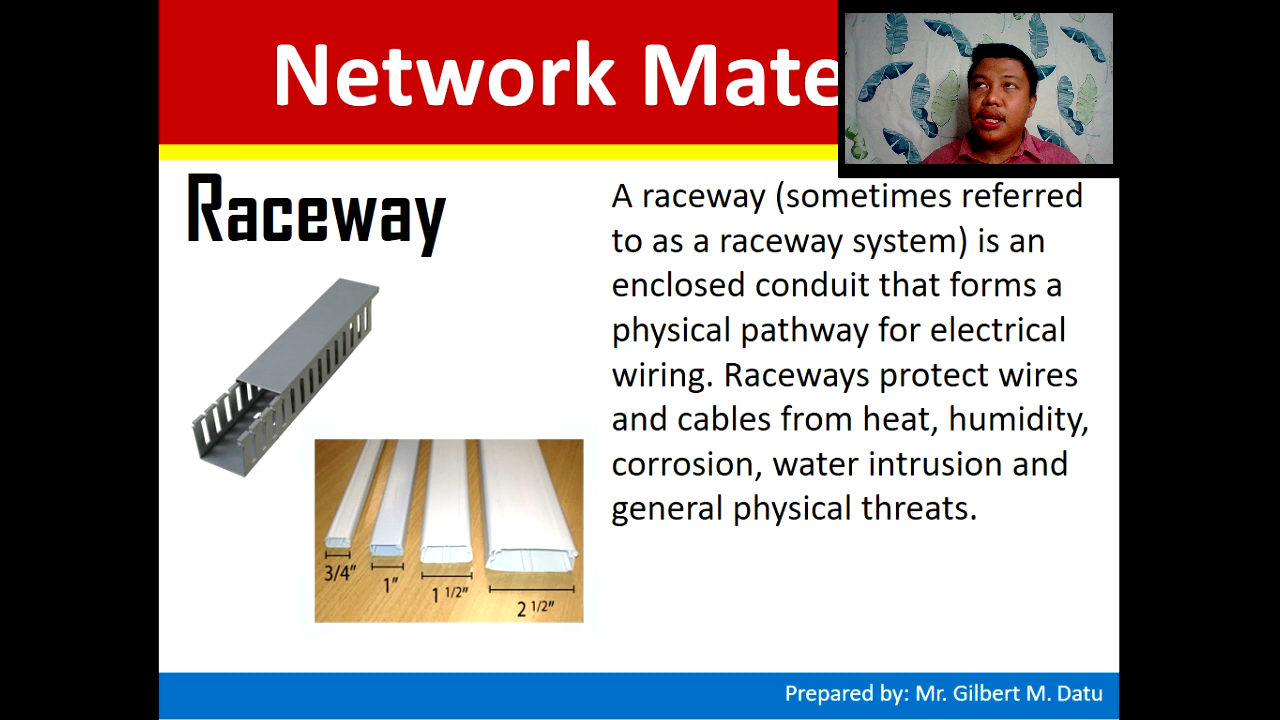 Network Mate
Raceway
A raceway (sometimes referred
to as a raceway system) is an
enclosed conduit that forms a
physical pathway for electrical
wiring. Raceways protect wires
and cables from heat, humidity,
corrosion, water intrusion and
general physical threats.
3/4"
1"
1 1/2"
2 1/2"
Prepared by: Mr. Gilbert M. Datu